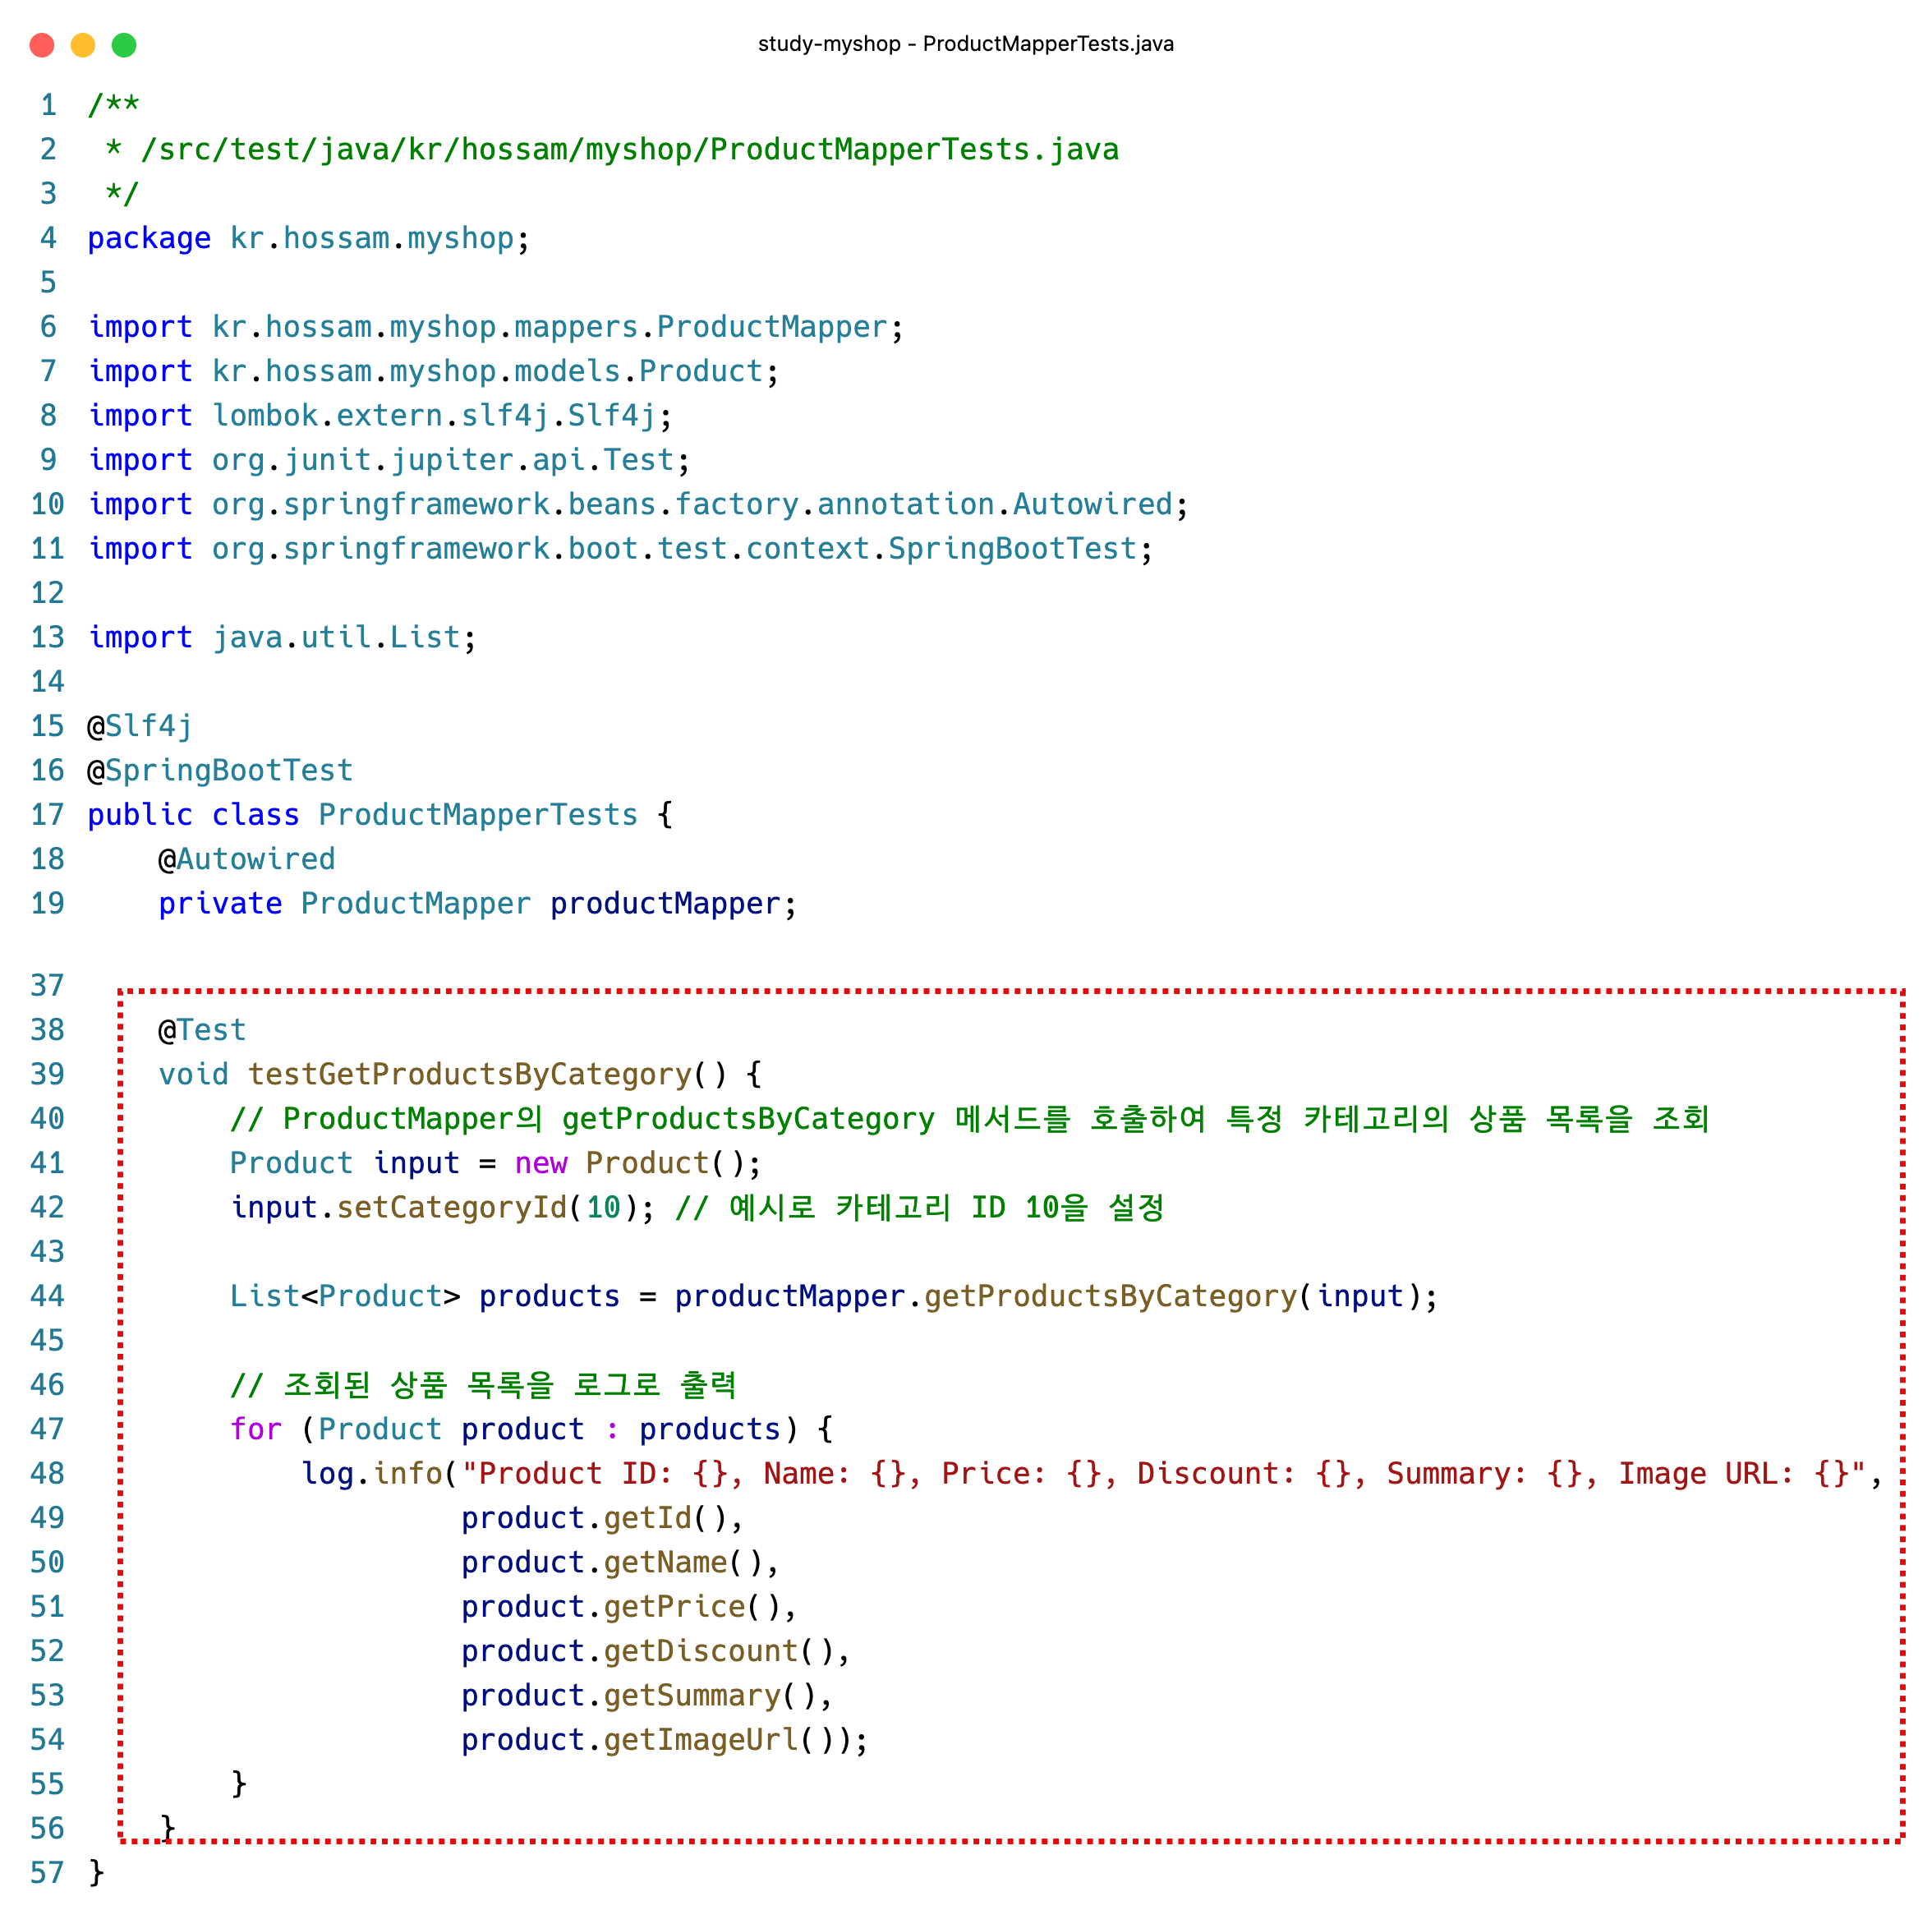 study-myshop - ProductMapperTests.java
1 /**
2  * /src/test/java/kr/hossam/myshop/ProductMapperTests.java
3  */
4 package kr.hossam.myshop;
5
6 import kr.hossam.myshop.mappers.ProductMapper;
7 import kr.hossam.myshop.models.Product;
8 import lombok.extern.slf4j.Slf4j;
9 import org.junit.jupiter.api.Test;
10 import org.springframework.beans.factory.annotation.Autowired;
11 import org.springframework.boot.test.context.SpringBootTest;
12
13 import java.util.List;
14
15 @Slf4j
16 @SpringBootTest
17 public class ProductMapperTests {
18     @Autowired
19     private ProductMapper productMapper;
37
38     @Test
39     void testGetProductsByCategory() {
40         // ProductMapper의 getProductsByCategory 메서드를 호출하여 특정 카테고리의 상품 목록을 조회
41         Product input = new Product();
42         input.setCategoryId(10); // 예시로 카테고리 ID 10을 설정
43
44         List<Product> products = productMapper.getProductsByCategory(input);
45
46         // 조회된 상품 목록을 로그로 출력
47         for (Product product : products) {
48             log.info("Product ID: {}, Name: {}, Price: {}, Discount: {}, Summary: {}, Image URL: {}",
49                      product.getId(),
50                      product.getName(),
51                      product.getPrice(),
52                      product.getDiscount(),
53                      product.getSummary(),
54                      product.getImageUrl());
55         }
56     }
57 }